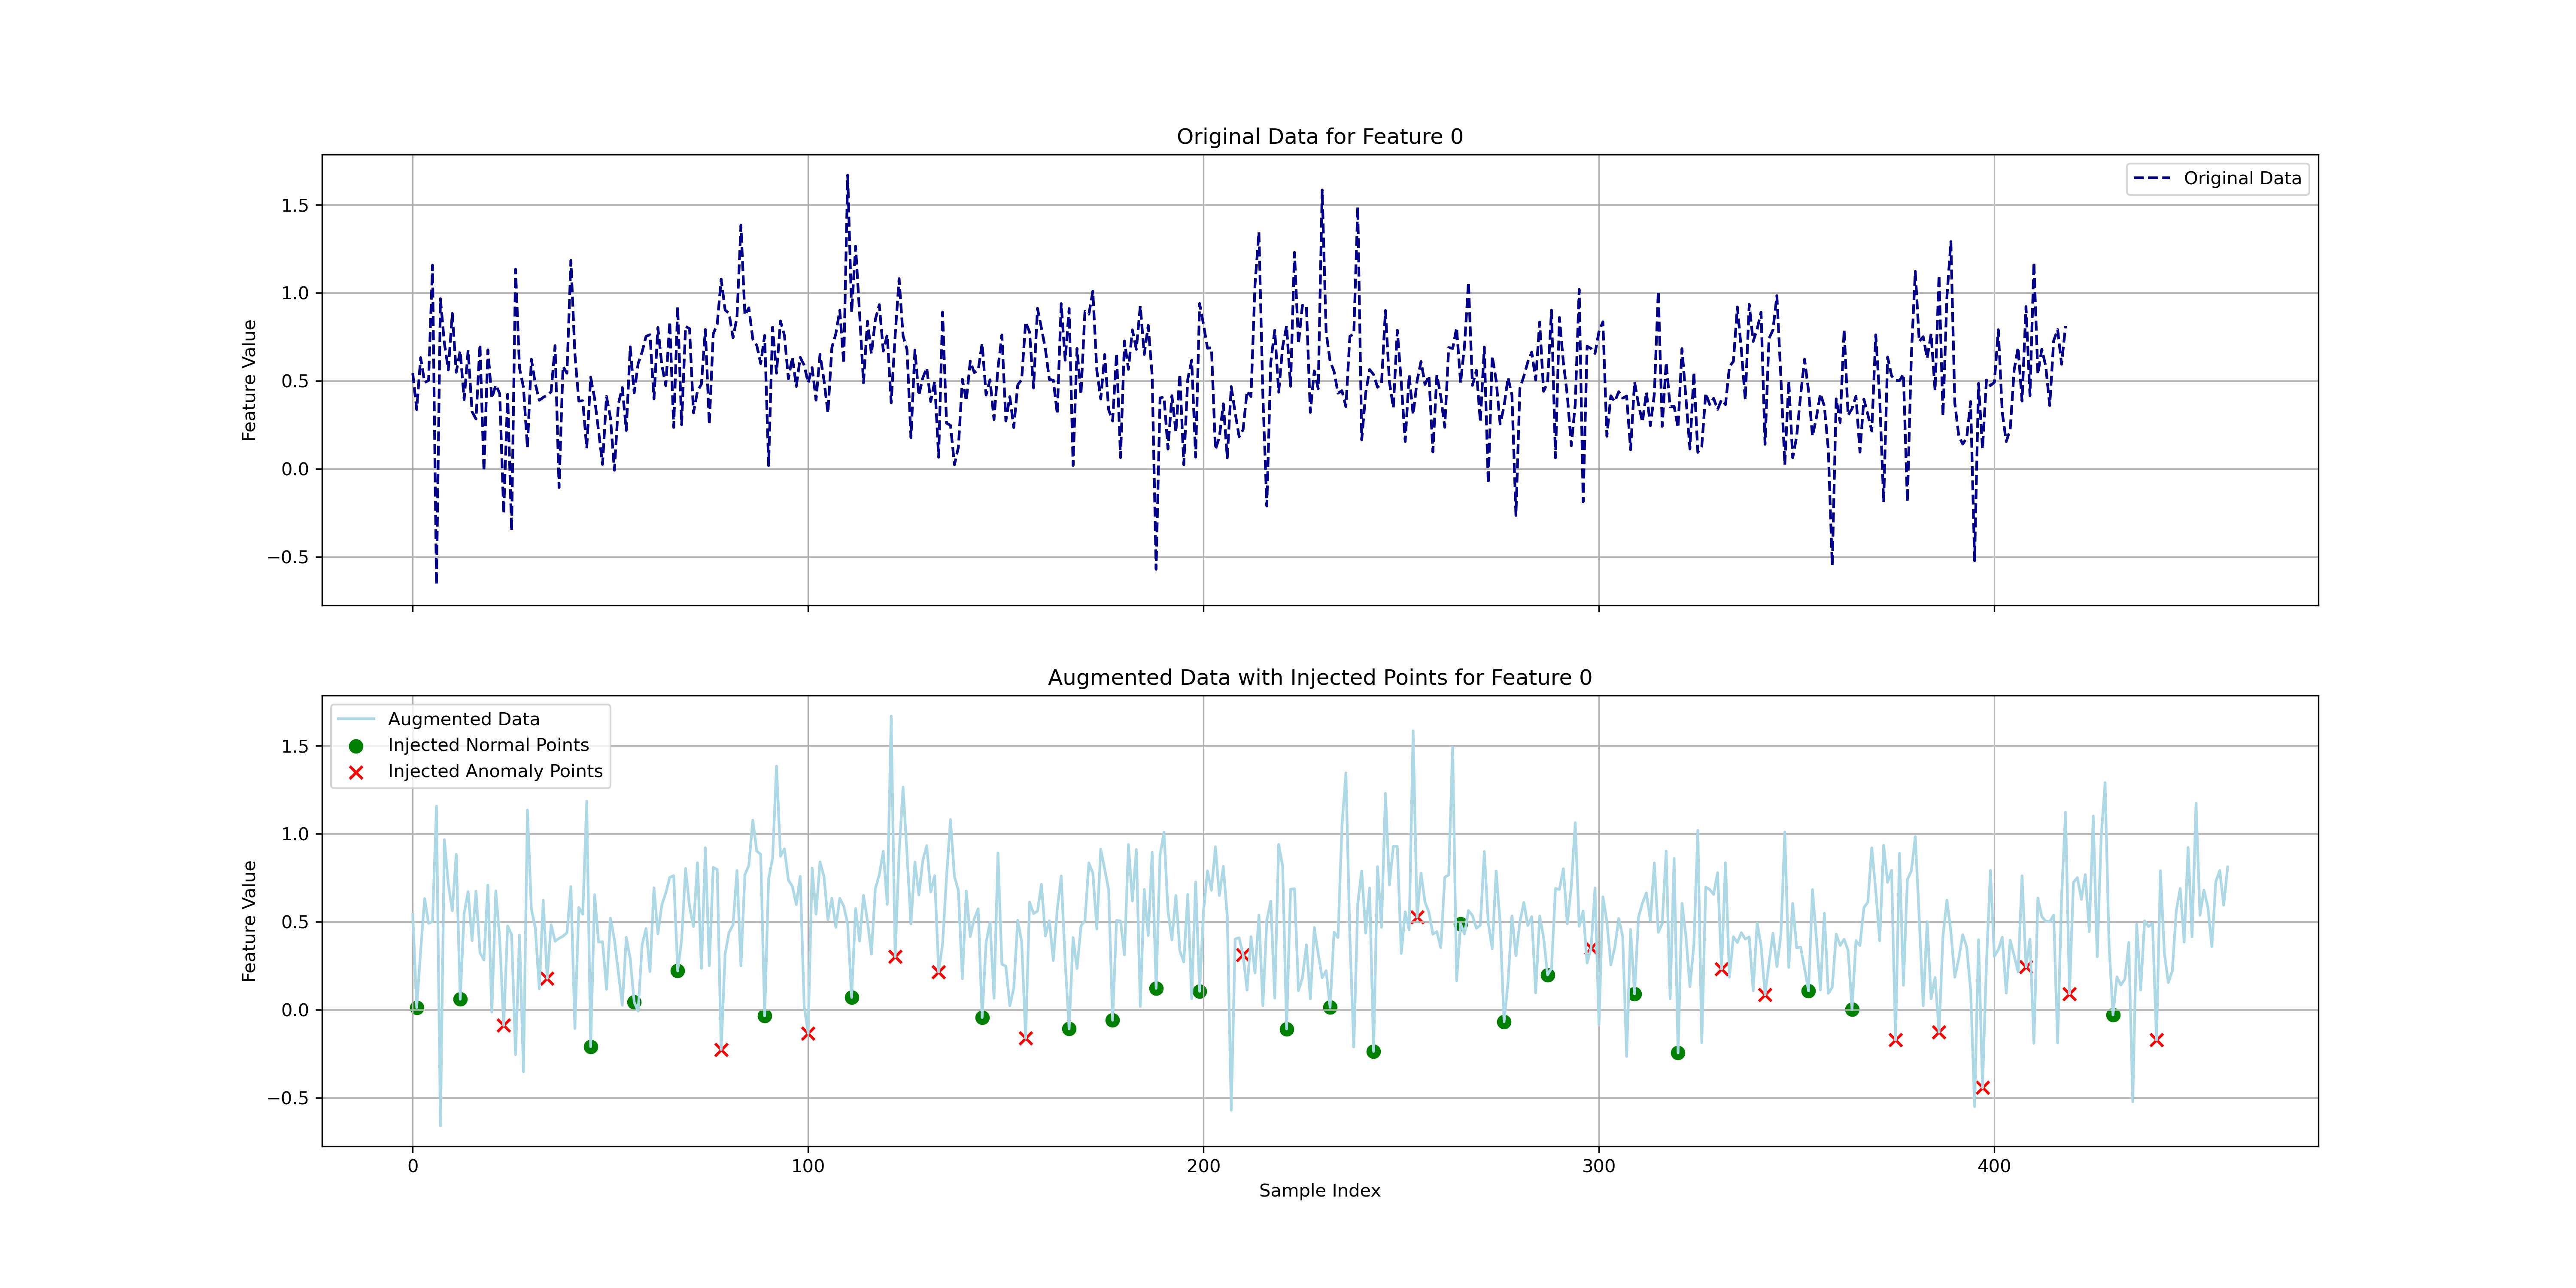 Original Data for Feature 0
Feature Value
1.5
1.0
0.5
0.0
−0.5
Original Data
Augmented Data with Injected Points for Feature 0
Feature Value
1.5
1.0
0.5
0.0
−0.5
Augmented Data
Injected Normal Points
Injected Anomaly Points
0 100 200 300 400
Sample Index